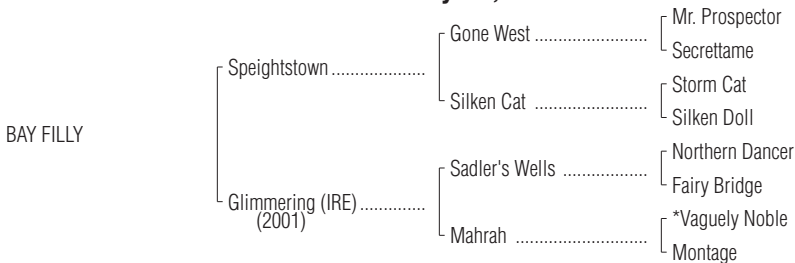 Mr. Prospector
Gone West ........................
Secrettame
Speightstown ....................
Storm Cat
Silken Cat ........................
Silken Doll
BAY FILLY
Northern Dancer
Sadler's Wells ..................
Fairy Bridge
Glimmering (IRE) ..............
(2001)
*Vaguely Noble
Mahrah ............................
Montage